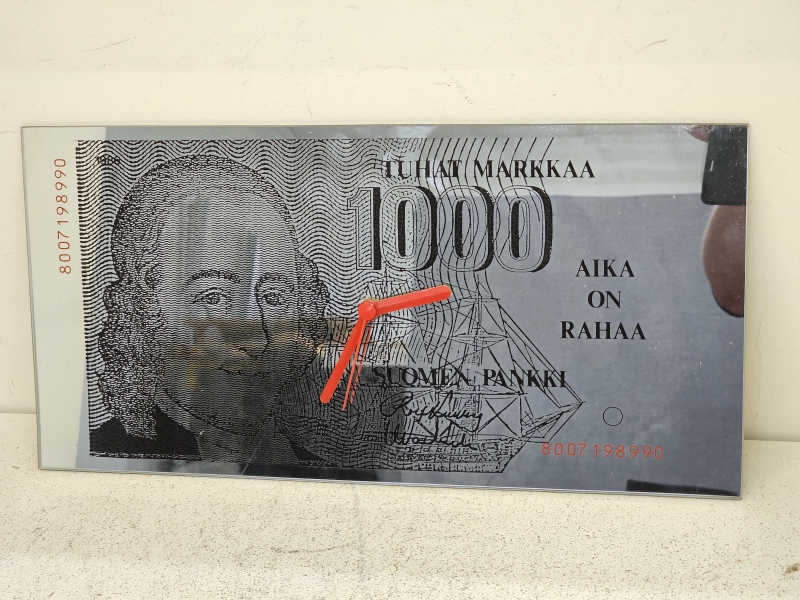 8007198990
1986
TUHAT MARKKAA
1000
AIKA
ON
RAHAA
SUOMEN PANKKI
8007198990